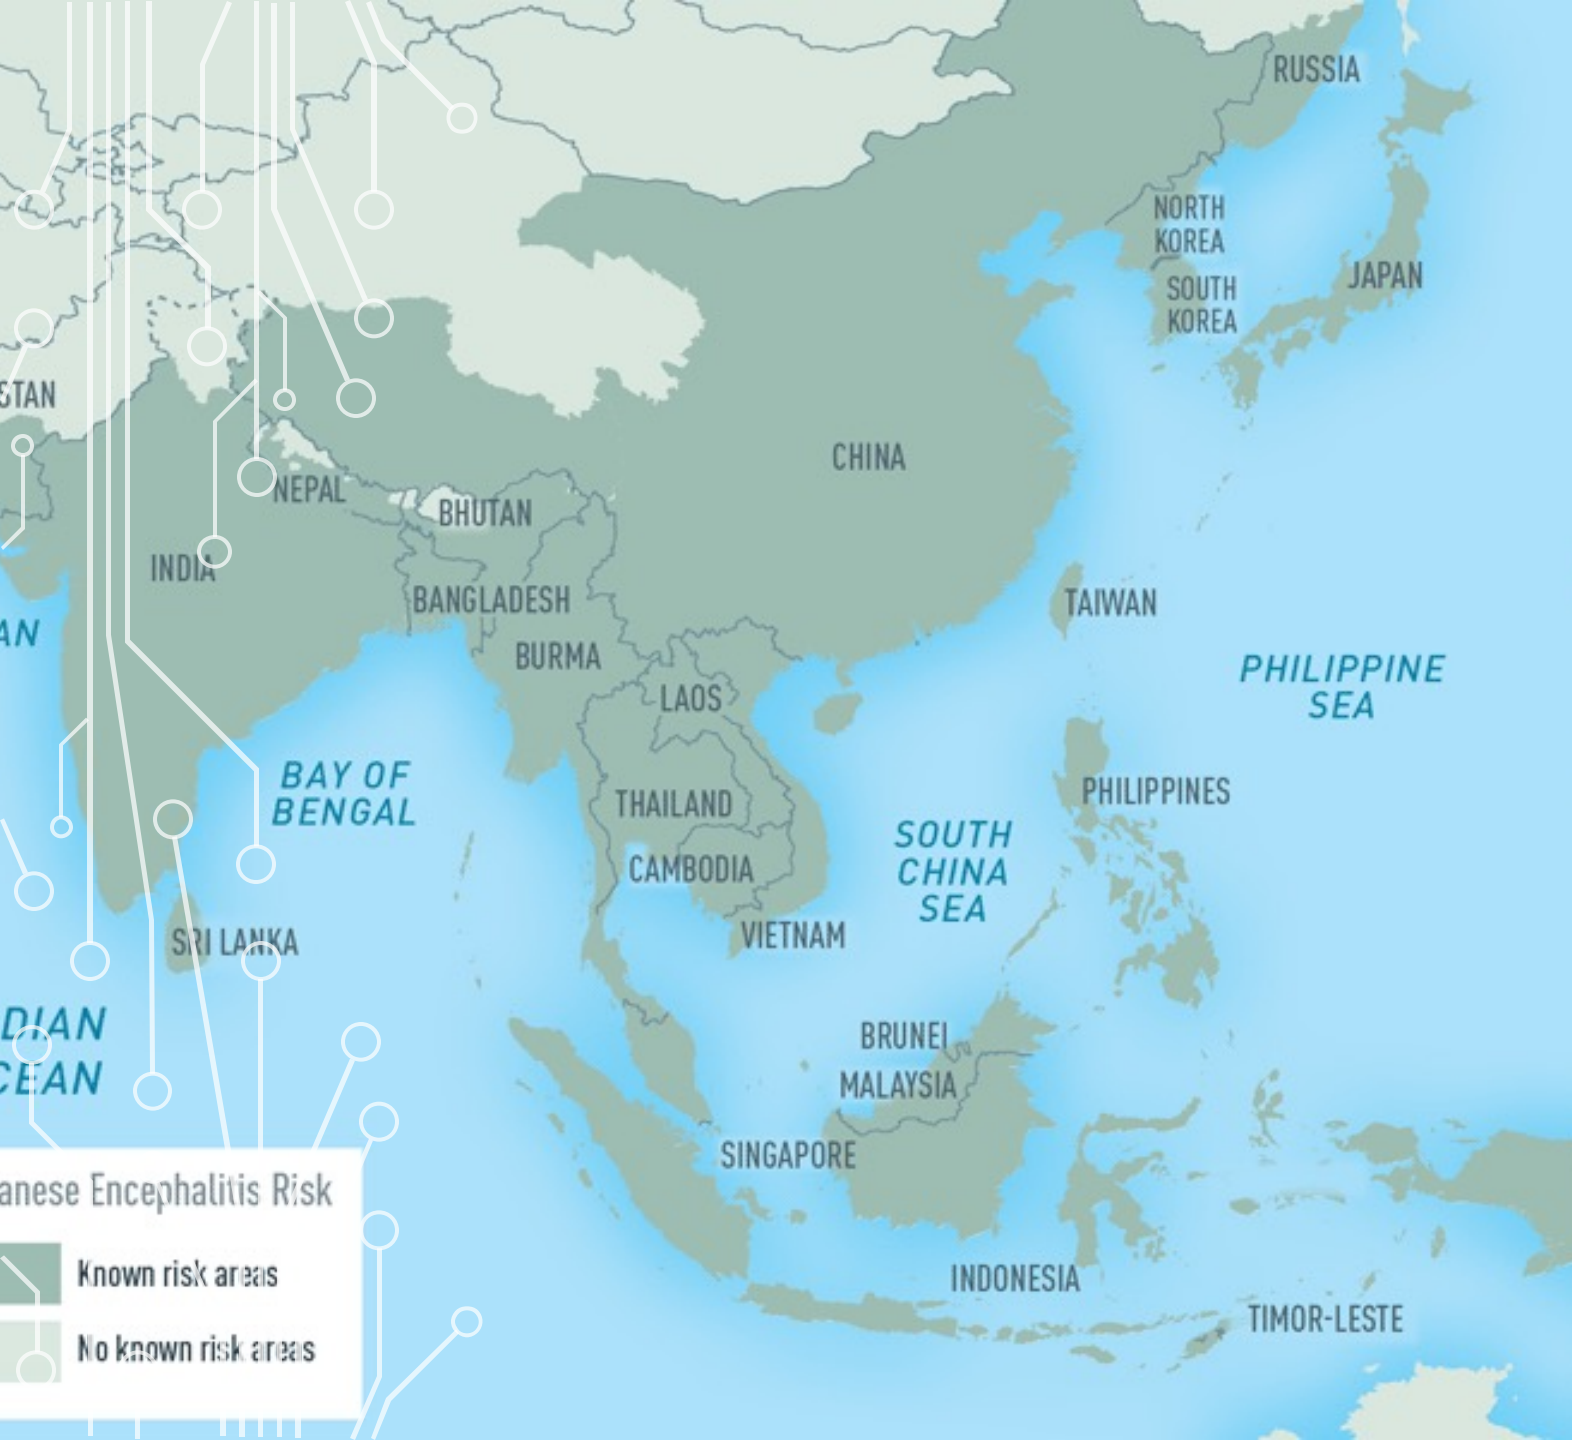 RUSSIA
NORTH
KOREA
SOUTH
KOREA
JAPAN
STAN
CHINA
NEPAL
BHUTAN
INDIA
BANGLADESH
TAIWAN
AN
BURMA
PHILIPPINE
SEA
LAOS
BAY OF
BENGAL
THAILAND
PHILIPPINES
SOUTH
CHINA
SEA
CAMBODIA
VIETNAM
SRI LANKA
DIAN
CEAN
BRUNEI
MALAYSIA
SINGAPORE
INDONESIA
TIMOR-LESTE
anese Encephalitis Risk
Known risk areas
No known risk areas